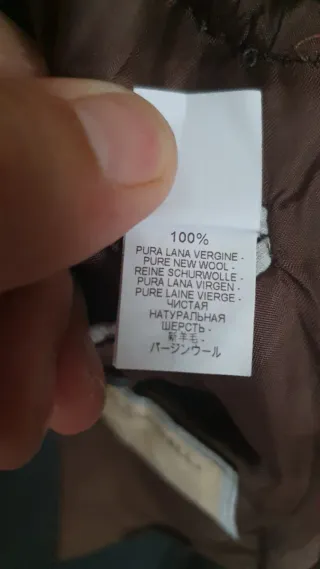 100%
PURA LANA VERGINE -
PURE NEW WOOL -
REINE SCHURWOLLE -
PURA LANA VIRGEN -
PURE LAINE VIERGE -
ЧИСТАЯ
НАТУРАЛЬНАЯ
ШЕРСТЬ -
新羊毛 -
バージンウール